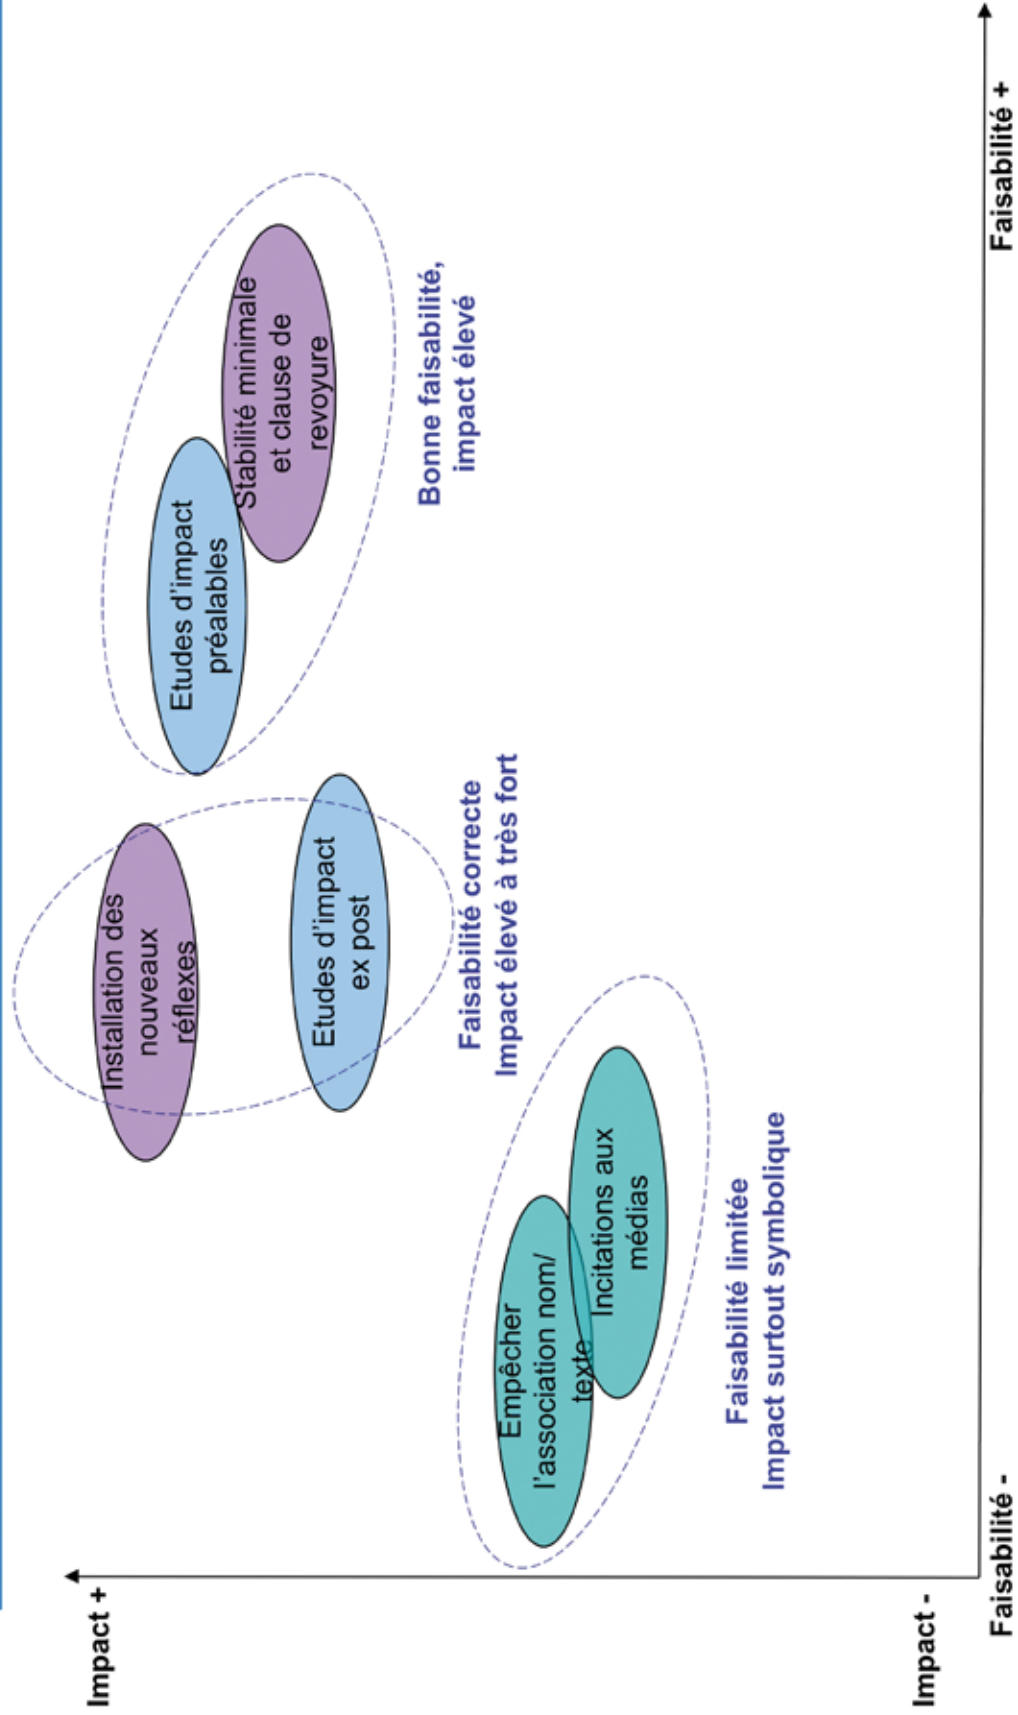 Impact +
Installation des
nouveaux
réflexes
Etudes d'impact
préalables
Stabilité minimale
et clause de
revoyure
Etudes d'impact
ex post
Bonne faisabilité,
impact élevé
Faisabilité correcte
Impact élevé à très fort
Empêcher
l'association nom/
texte
Incitations aux
médias
Faisabilité limitée
Impact surtout symbolique
Impact -
Faisabilité -
Faisabilité +